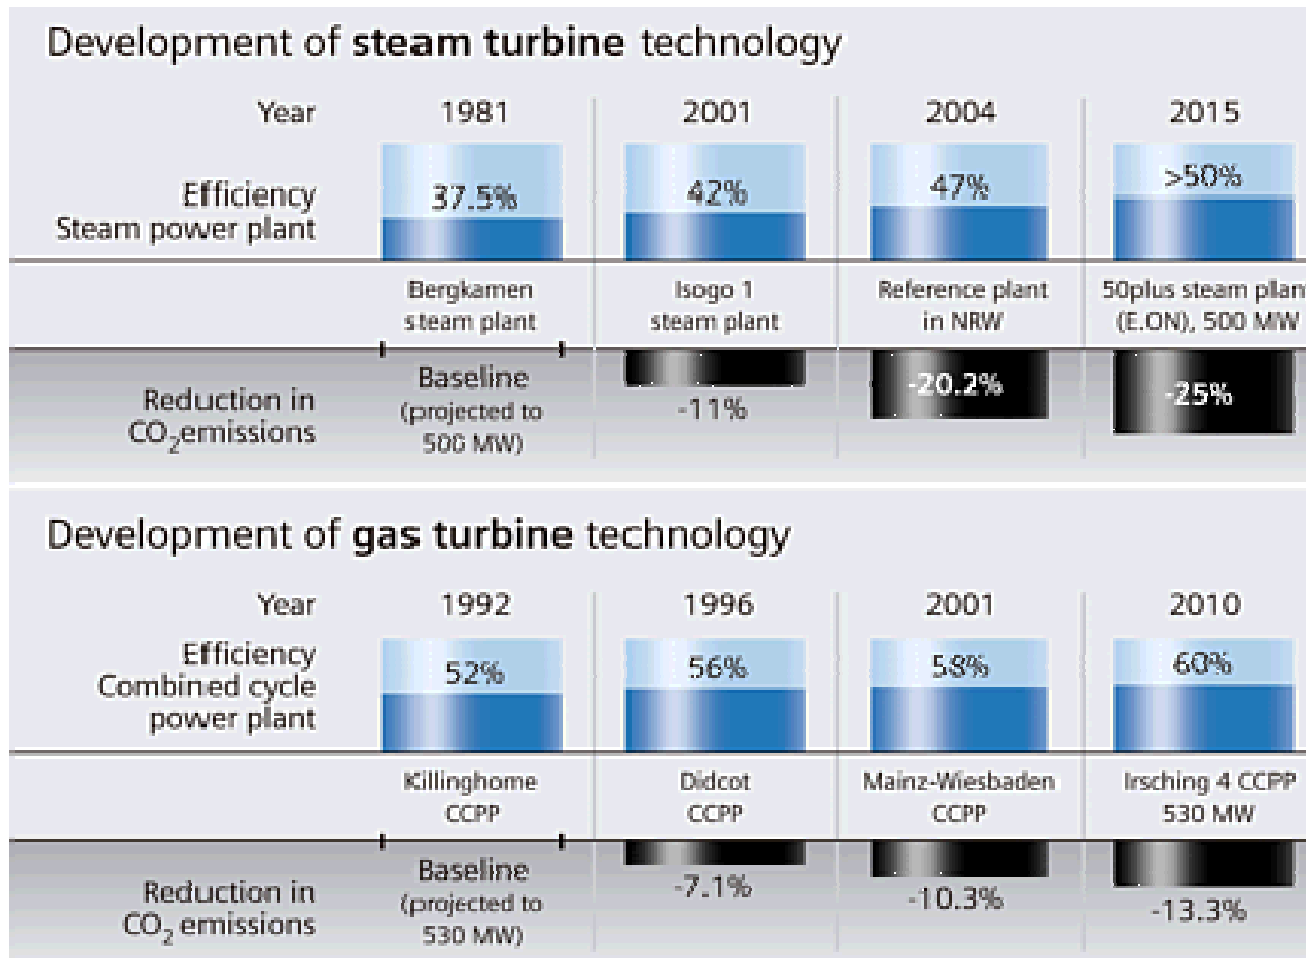 Development of steam turbine technology
Year 1981 2001 2004 2015
Efficiency
Steam power plant
37.5% 42% 47% >50%
Bergkamen Isogo 1 Reference plant 50plus steam plant
steam plant steam plant in NRW (E.ON), 500 MW
Reduction in
CO2emissions
Baseline
(projected to
500 MW)
-11% -20.2% -25%
Development of gas turbine technology
Year 1992 1996 2001 2010
Efficiency
Combined cycle
power plant
52% 56% 58% 60%
Killinghome Didcot Mainz-Wiesbaden Irsching 4 CCPP
CCPP CCPP CCPP 530 MW
Reduction in
CO2 emissions
Baseline
(projected to
530 MW)
-7.1% -10.3% -13.3%